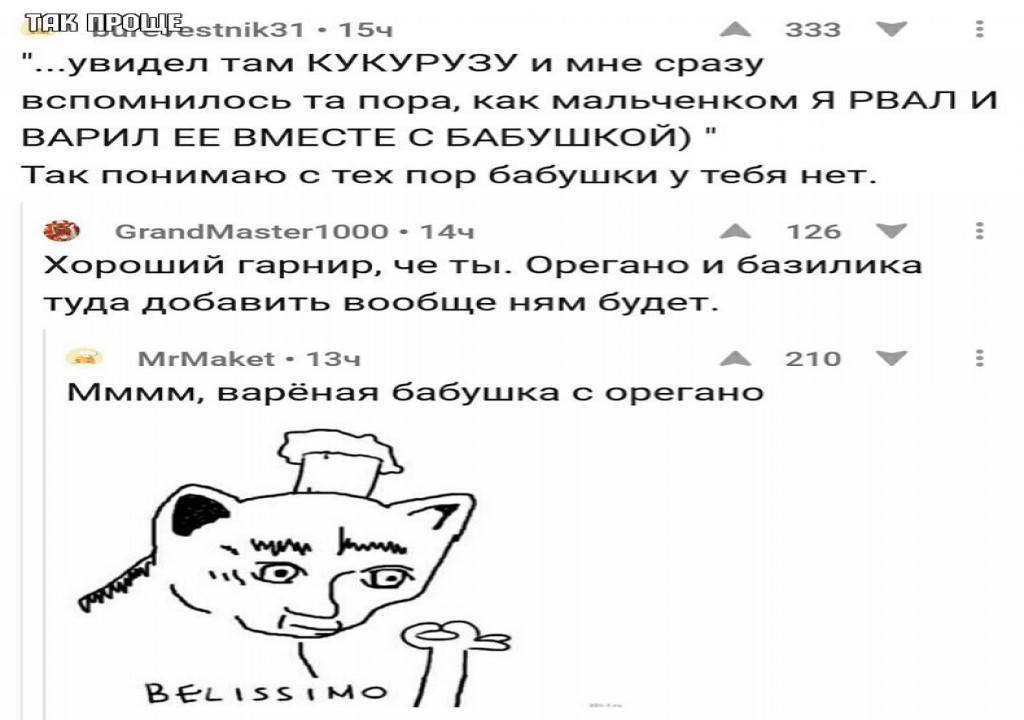 ТАК ПРОЩЕ
burevestnik31 • 15ч 333
"...увидел там КУКУРУЗУ и мне сразу
вспомнилось та пора, как мальченком Я РВАЛ И
ВАРИЛ ЕЕ ВМЕСТЕ С БАБУШКОЙ) "
Так понимаю с тех пор бабушки у тебя нет.
GrandMaster1000 • 14ч 126
Хороший гарнир, че ты. Орегано и базилика
туда добавить вообще ням будет.
MrMaket • 13ч 210
Мммм, варёная бабушка с орегано
BELISSIMO